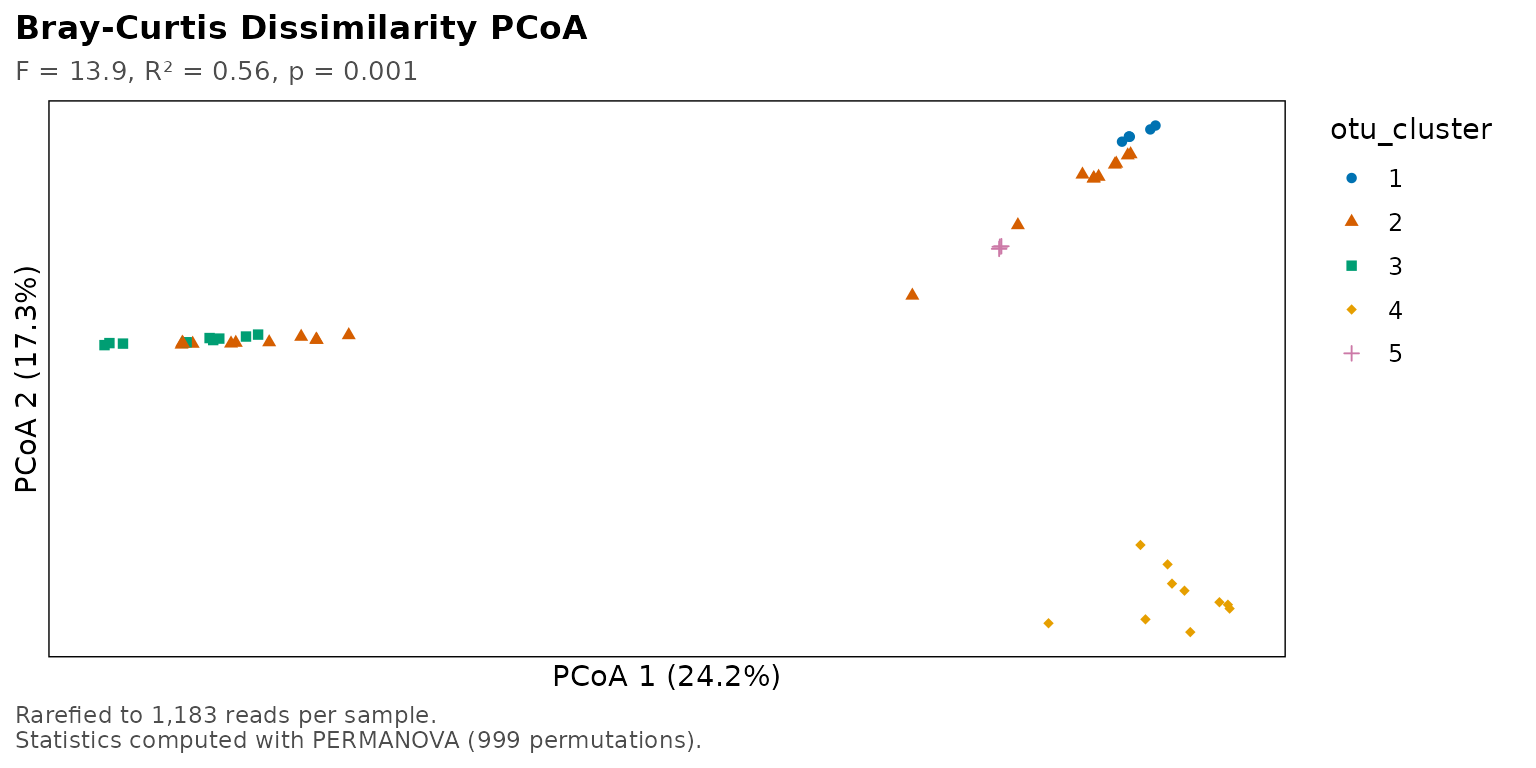 Bray-Curtis Dissimilarity PCoA
F = 13.9, R² = 0.56, p = 0.001
PCoA 2 (17.3%)
PCoA 1 (24.2%)
otu_cluster
1
2
3
4
5
Rarefied to 1,183 reads per sample.
Statistics computed with PERMANOVA (999 permutations).